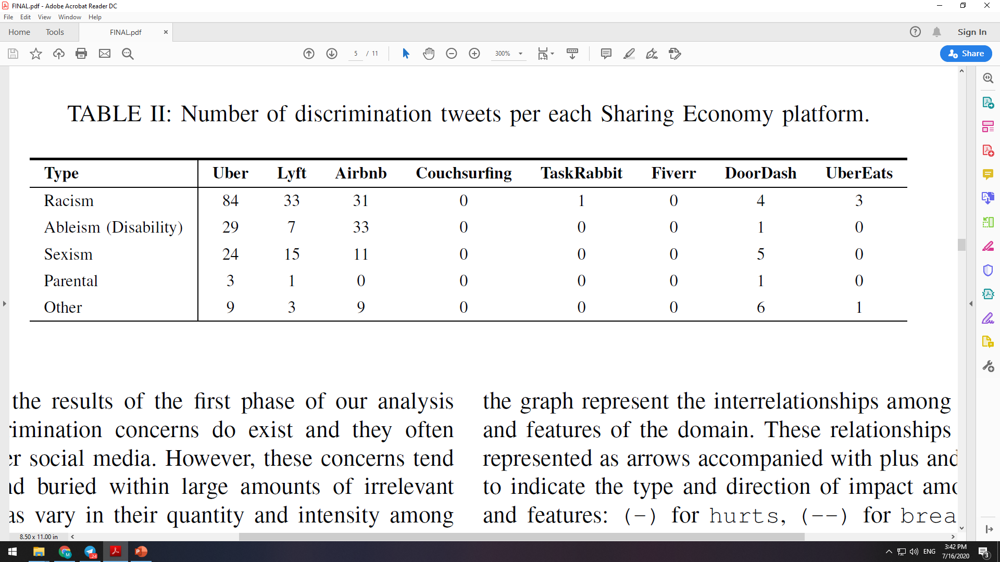 FINAL.pdf - Adobe Acrobat Reader DC
File Edit View Window Help
Home Tools FINAL.pdf × Sign In
5 / 11 300% Share
TABLE II: Number of discrimination tweets per each Sharing Economy platform.
Type Uber Lyft Airbnb Couchsurfing TaskRabbit Fiverr DoorDash UberEats
Racism 84 33 31 0 1 0 4 3
Ableism (Disability) 29 7 33 0 0 0 1 0
Sexism 24 15 11 0 0 0 5 0
Parental 3 1 0 0 0 0 1 0
Other 9 3 9 0 0 0 6 1
the results of the first phase of our analysis
rimination concerns do exist and they often
er social media. However, these concerns tend
nd buried within large amounts of irrelevant
as vary in their quantity and intensity among
the graph represent the interrelationships among
and features of the domain. These relationships
represented as arrows accompanied with plus and
to indicate the type and direction of impact amo
and features: (-) for hurts, (--) for brea
8.50 x 11.00 in
24
ENG
3:42 PM
7/16/2020
3